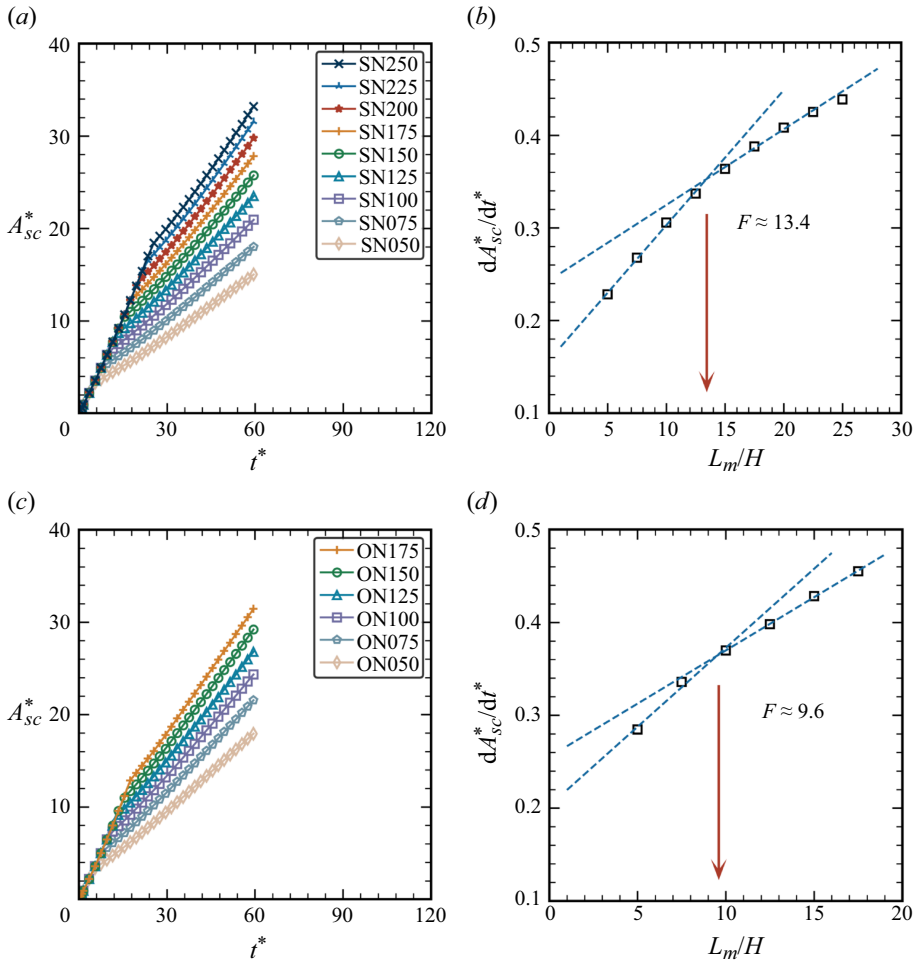 (a)
40
30
20
10
0
30
60
90
120
A*sc
t*
SN250
SN225
SN200
SN175
SN150
SN125
SN100
SN075
SN050
(b)
0.5
0.4
0.3
0.2
0.1
0
5
10
15
20
25
30
dA*sc/dt*
Lm/H
F ≈ 13.4
(c)
40
30
20
10
0
30
60
90
120
A*sc
t*
ON175
ON150
ON125
ON100
ON075
ON050
(d)
0.5
0.4
0.3
0.2
0.1
0
5
10
15
20
dA*sc/dt*
Lm/H
F ≈ 9.6